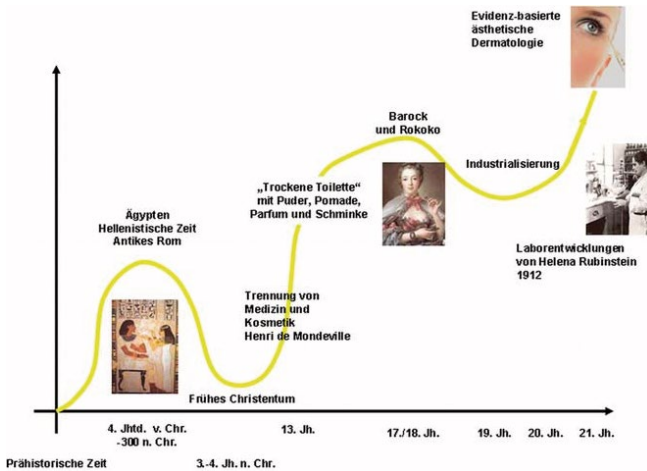 Evidenz-basierte
ästhetische
Dermatologie
Barock
und Rokoko
Industrialisierung
„Trockene Toilette“
mit Puder, Pomade,
Parfum und Schminke
Ägypten
Hellenistische Zeit
Antikes Rom
Laborentwicklungen
von Helena Rubinstein
1912
Trennung von
Medizin und
Kosmetik
Henri de Mondeville
Frühes Christentum
4. Jhtd. v. Chr.
-300 n. Chr.
13. Jh.
17./18. Jh.
19. Jh.
20. Jh.
21. Jh.
Prähistorische Zeit
3.-4. Jh. n. Chr.